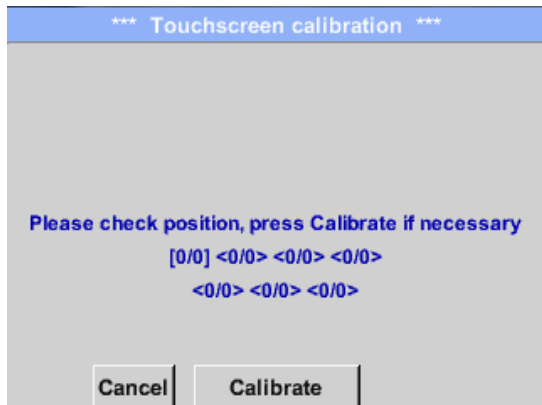 *** Touchscreen calibration ***
Please check position, press Calibrate if necessary
[0/0] <0/0> <0/0> <0/0>
<0/0> <0/0> <0/0>
Cancel Calibrate